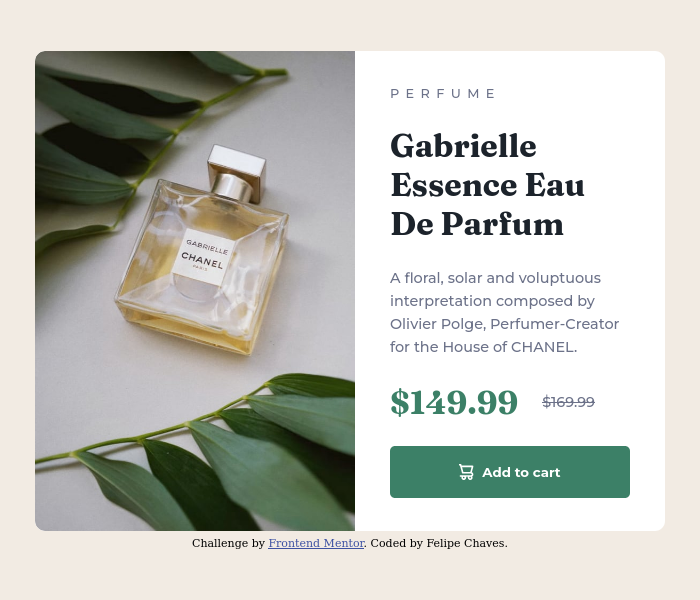 GABRIELLE
CHANEL
PARIS
PERFUME
Gabrielle
Essence Eau
De Parfum
A floral, solar and voluptuous
interpretation composed by
Olivier Polge, Perfumer-Creator
for the House of CHANEL.
$149.99 $169.99
Add to cart
Challenge by Frontend Mentor. Coded by Felipe Chaves.